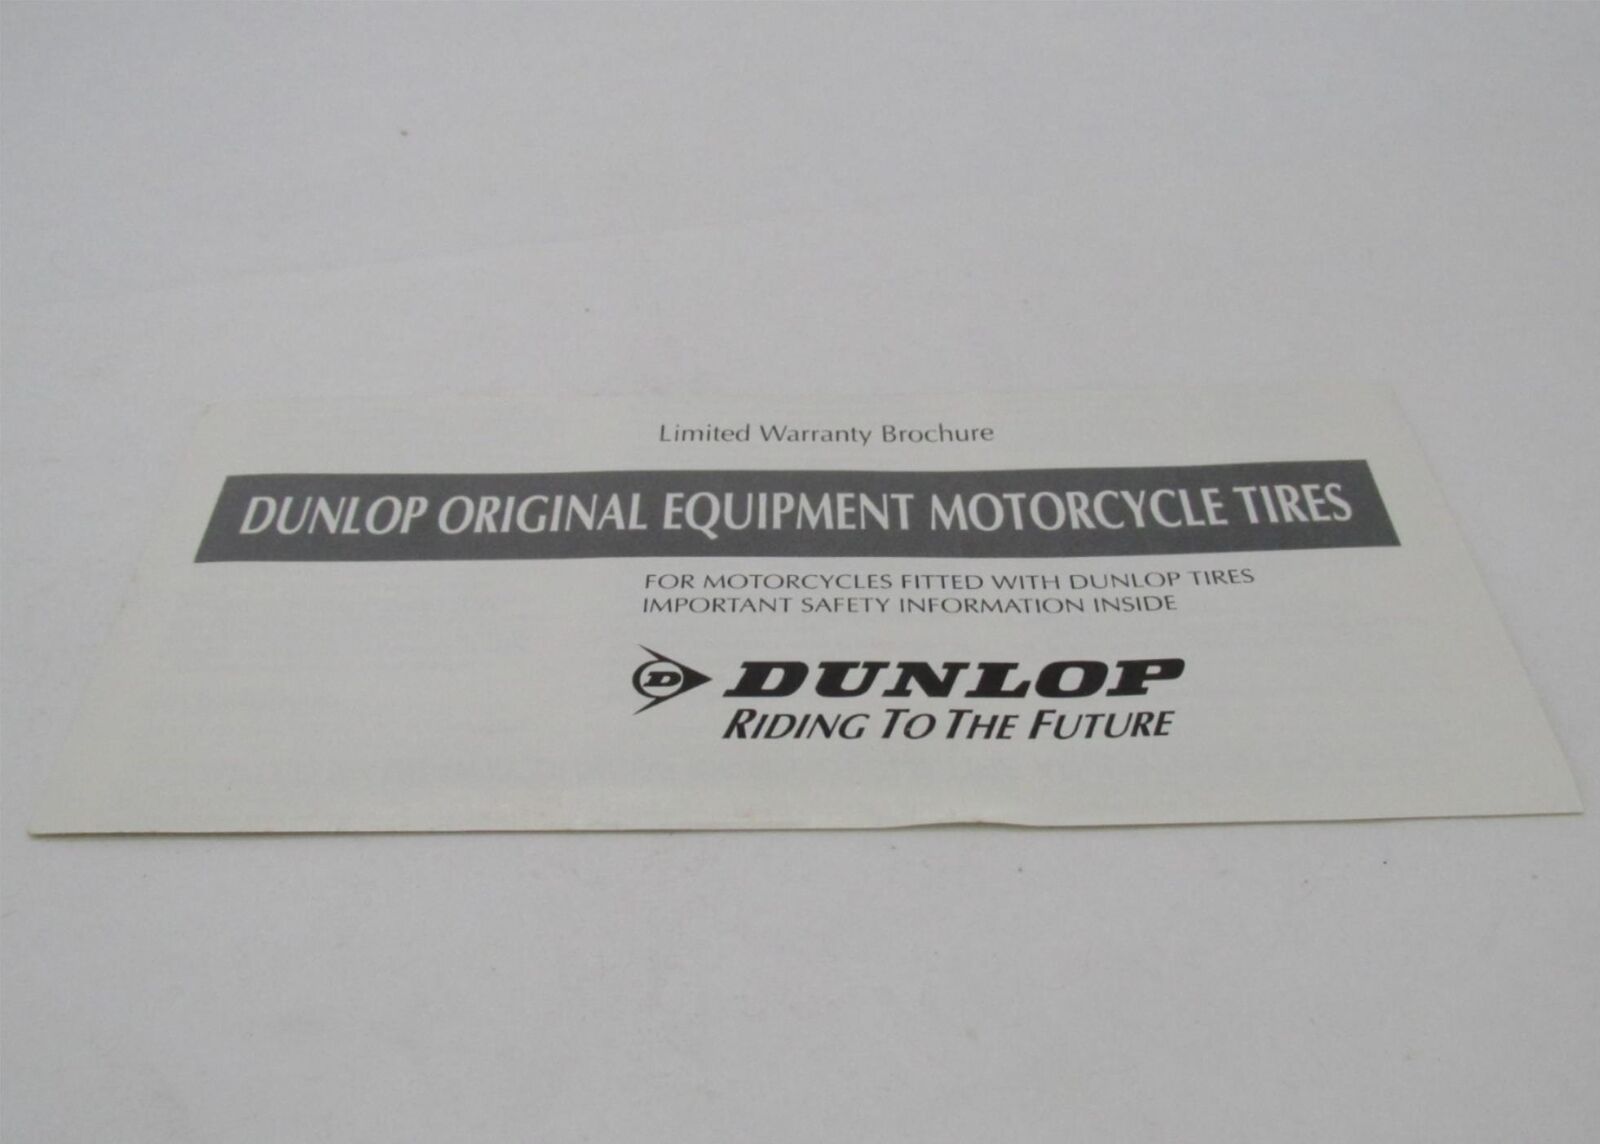 Limited Warranty Brochure
DUNLOP ORIGINAL EQUIPMENT MOTORCYCLE TIRES
FOR MOTORCYCLES FITTED WITH DUNLOP TIRES
IMPORTANT SAFETY INFORMATION INSIDE
D DUNLOP
RIDING TO THE FUTURE